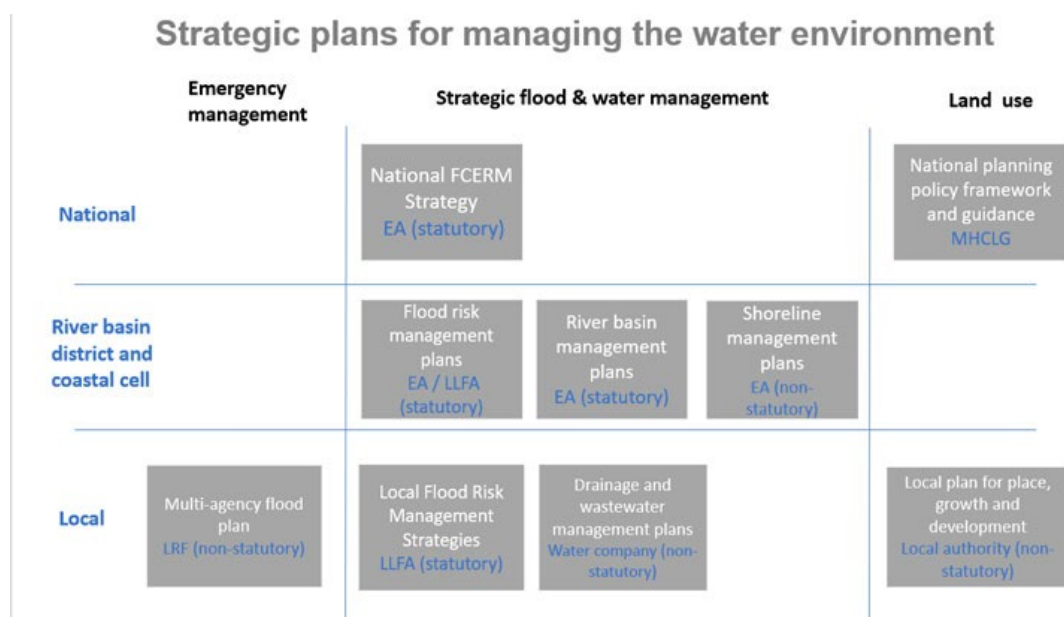 Strategic plans for managing the water environment
Emergency
management
Strategic flood & water management
Land use
National
National FCERM
Strategy
EA (statutory)
National planning
policy framework
and guidance
MHCLG
River basin
district and
coastal cell
Flood risk
management
plans
EA / LLFA
(statutory)
River basin
management
plans
EA (statutory)
Shoreline
management
plans
EA (non-
statutory)
Local
Multi-agency flood
plan
LRF (non-statutory)
Local Flood Risk
Management
Strategies
LLFA (statutory)
Drainage and
wastewater
management plans
Water company (non-
statutory)
Local plan for place,
growth and
development
Local authority (non-
statutory)